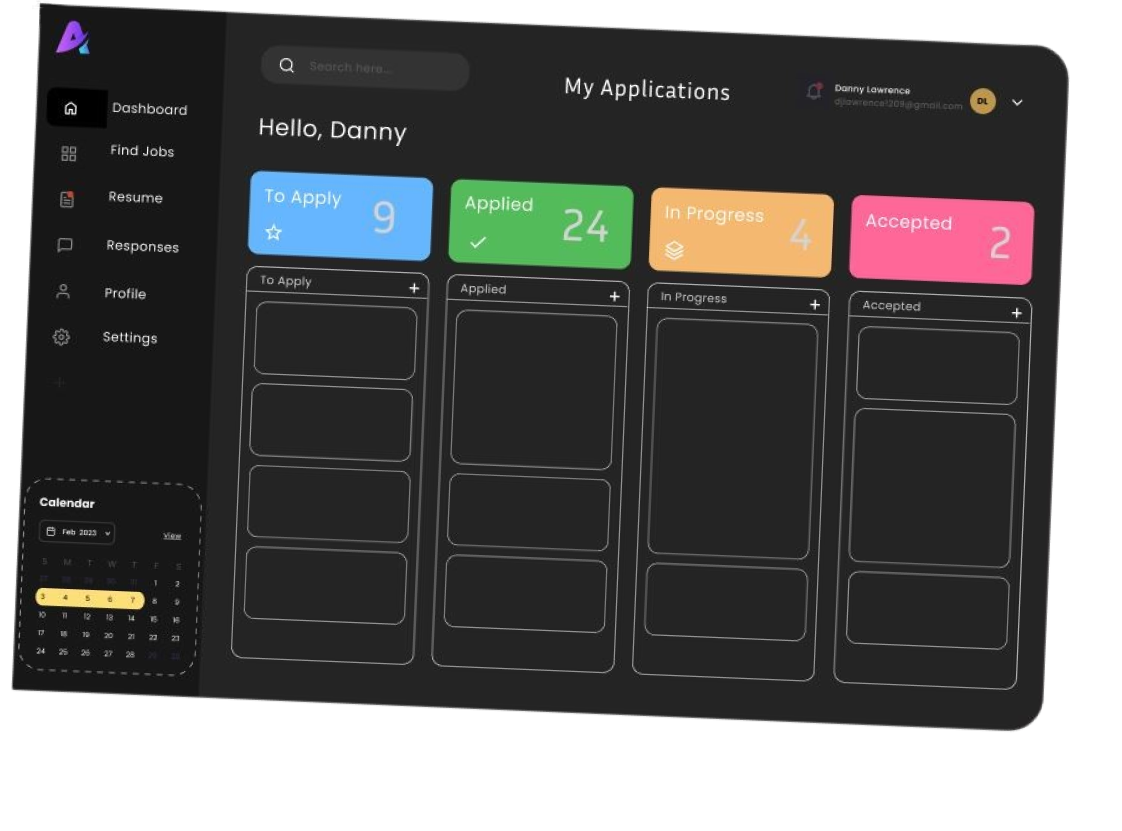 Search here...
My Applications
Danny Lawrence
djlawrence1209@gmail.com
DL
Hello, Danny
Dashboard
Find Jobs
Resume
Responses
Profile
Settings
To Apply 9
Applied 24
In Progress 4
Accepted 2
To Apply +
Applied +
In Progress +
Accepted +
Calendar
Feb 2023
View
S M T W T F S
27 28 29 30 31 1 2
3 4 5 6 7 8 9
10 11 12 13 14 15 16
17 18 19 20 21 22 23
24 25 26 27 28